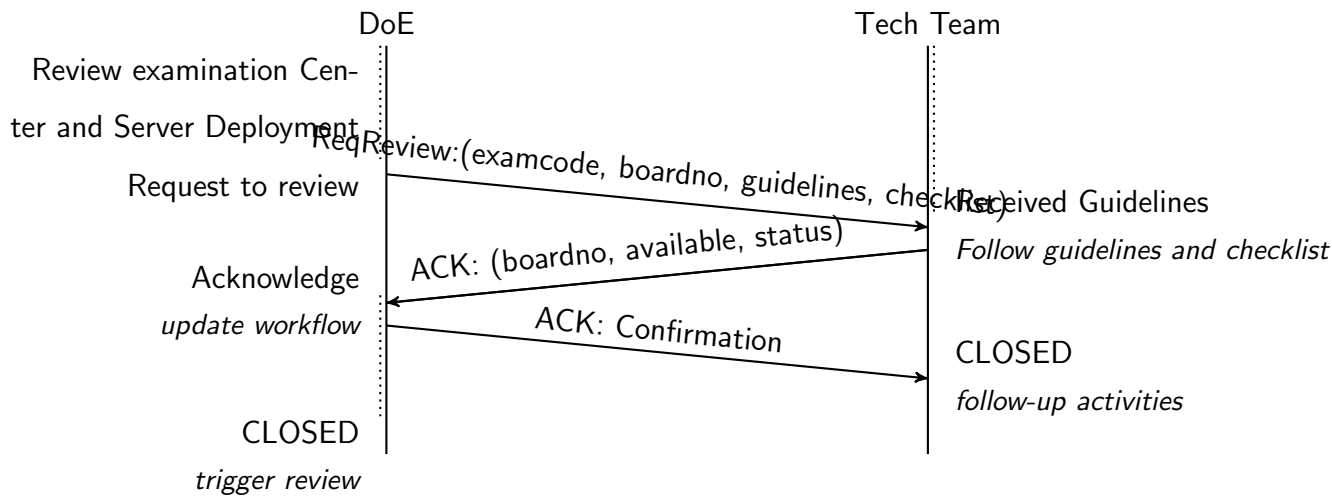 DoE
Tech Team
Review examination Cen-
ter and Server Deployment
ReqReview:(examcode, boardno, guidelines, checklist)
Request to review
Received Guidelines
Follow guidelines and checklist
ACK: (boardno, available, status)
Acknowledge
update workflow
ACK: Confirmation
CLOSED
follow-up activities
CLOSED
trigger review